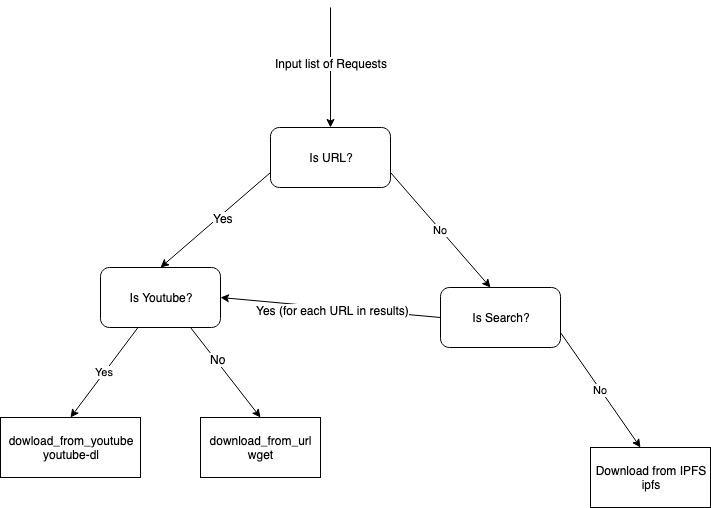 Input list of Requests
Is URL?
Yes
No
Is Youtube?
Yes (for each URL in results)
Is Search?
Yes
No
No
dowload_from_youtube
youtube-dl
download_from_url
wget
Download from IPFS
ipfs